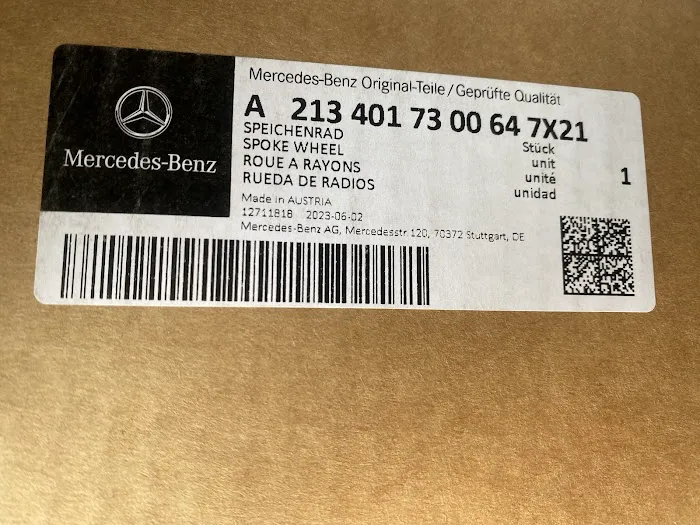 Mercedes-Benz
Mercedes-Benz Original-Teile / Geprüfte Qualität
A 213 401 73 00 64 7X21
SPEICHENRAD
SPOKE WHEEL
ROUE A RAYONS
RUEDA DE RADIOS
Stück
unit
unité
unidad
1
Made in AUSTRIA
12711818 2023-06-02
Mercedes-Benz AG, Mercedesstr.120, 70372 Stuttgart, DE